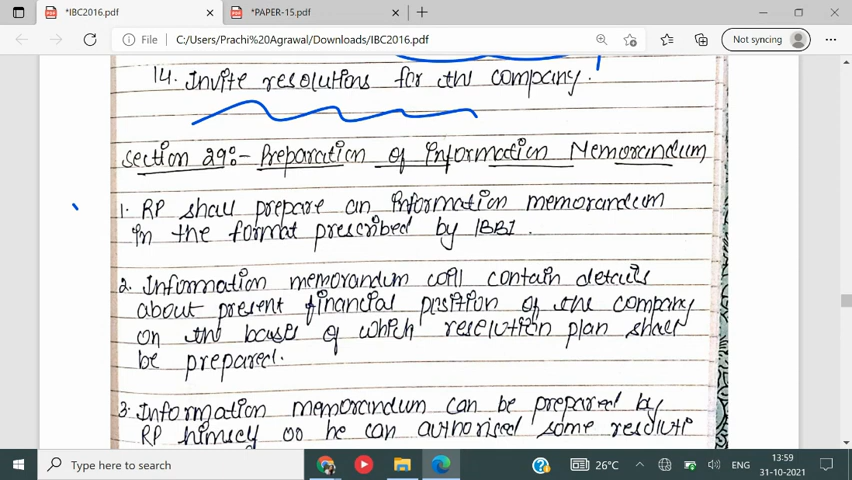 *IBC2016.pdf
*PAPER-15.pdf
File C:/Users/Prachi%20Agrawal/Downloads/IBC2016.pdf
Not syncing
14. Invite resolutions for the company.
Section 29:- Preparation of Information Memorandum
1. RP shall prepare an Information memorandum
in the format prescribed by IBBI.
2. Information memorandum will contain details
about present financial position of the company
on the bases of which resolution plan shall
be prepared.
3. Information memorandum can be prepared by
RP himself or he can authorised some
Type here to search
26°C
ENG
13:59
31-10-2021